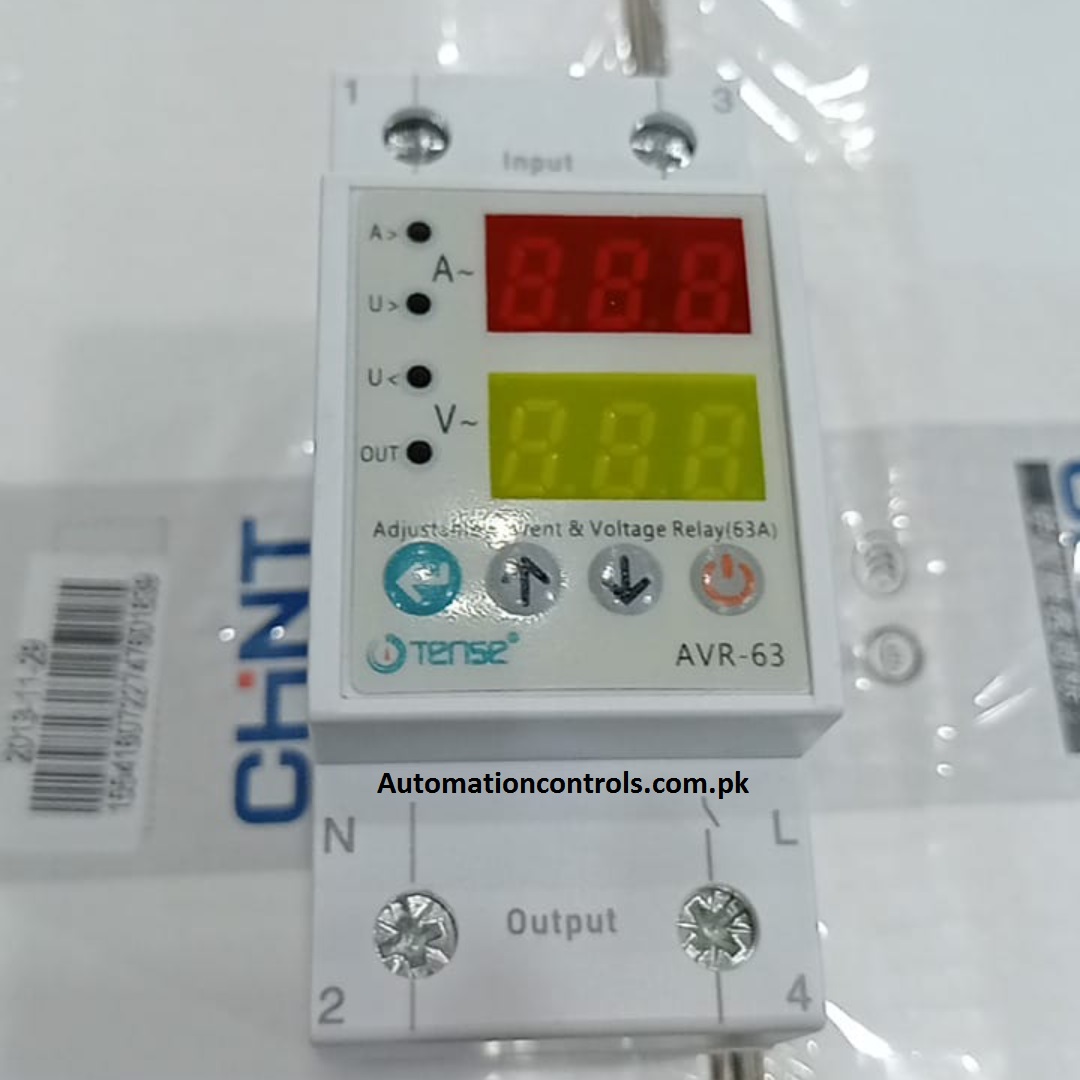 1
3
Input
A>
A~
U>
U<
V~
OUT
Adjustable Current & Voltage Relay(63A)
TENSE®
AVR-63
Automationcontrols.com.pk
N
L
Output
2
4
CHINT
2013-11-28